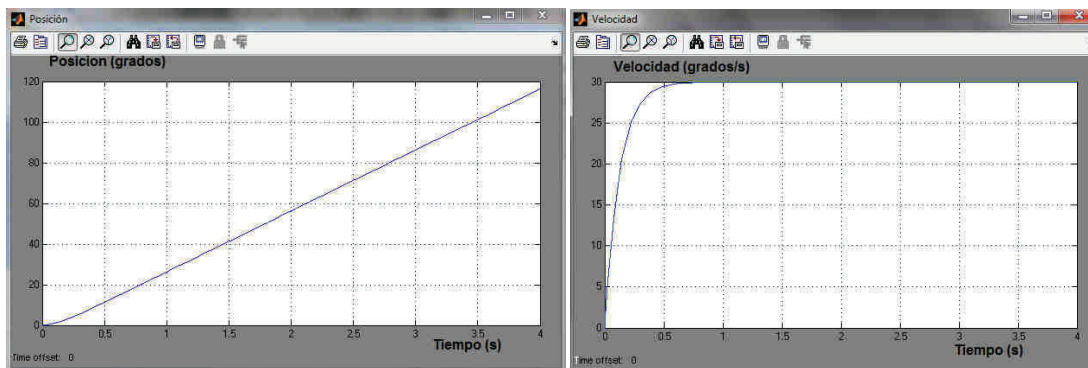 Posición
Posicion (grados)
120
100
80
60
40
20
0
0 0.5 1 1.5 2 2.5 3 3.5 4
Tiempo (s)
Time offset: 0
Velocidad
Velocidad (grados/s)
30
25
20
15
10
5
0
0 0.5 1 1.5 2 2.5 3 3.5 4
Tiempo (s)
Time offset: 0